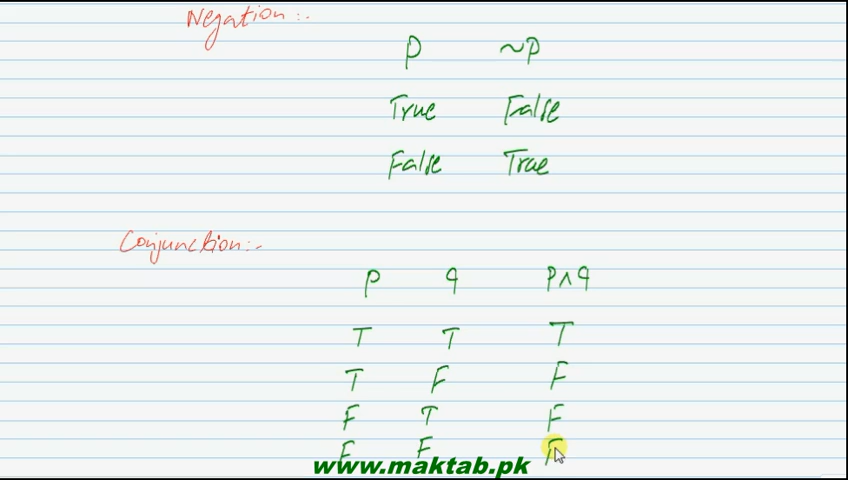 Negation:-
p ~p
True False
False True
Conjunction:-
p q p∧q
T T T
T F F
F T F
F F F
www.maktab.pk